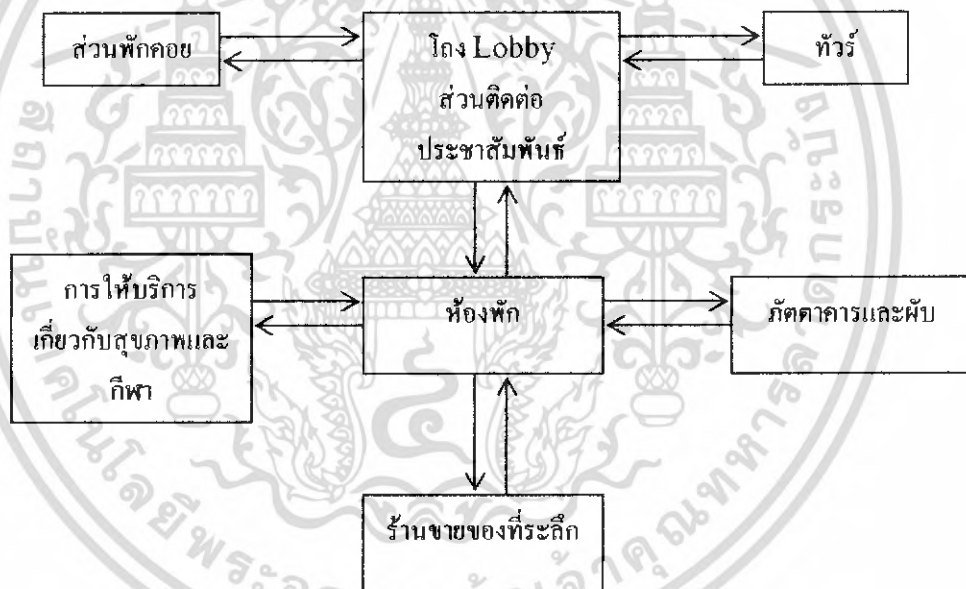 ส่วนพักคอย
โถง Lobby
ส่วนติดต่อ
ประชาสัมพันธ์
ทัวร์
การให้บริการ
เกี่ยวกับสุขภาพและ
กีฬา
ห้องพัก
ภัตตาคารและผับ
ร้านขายของที่ระลึก